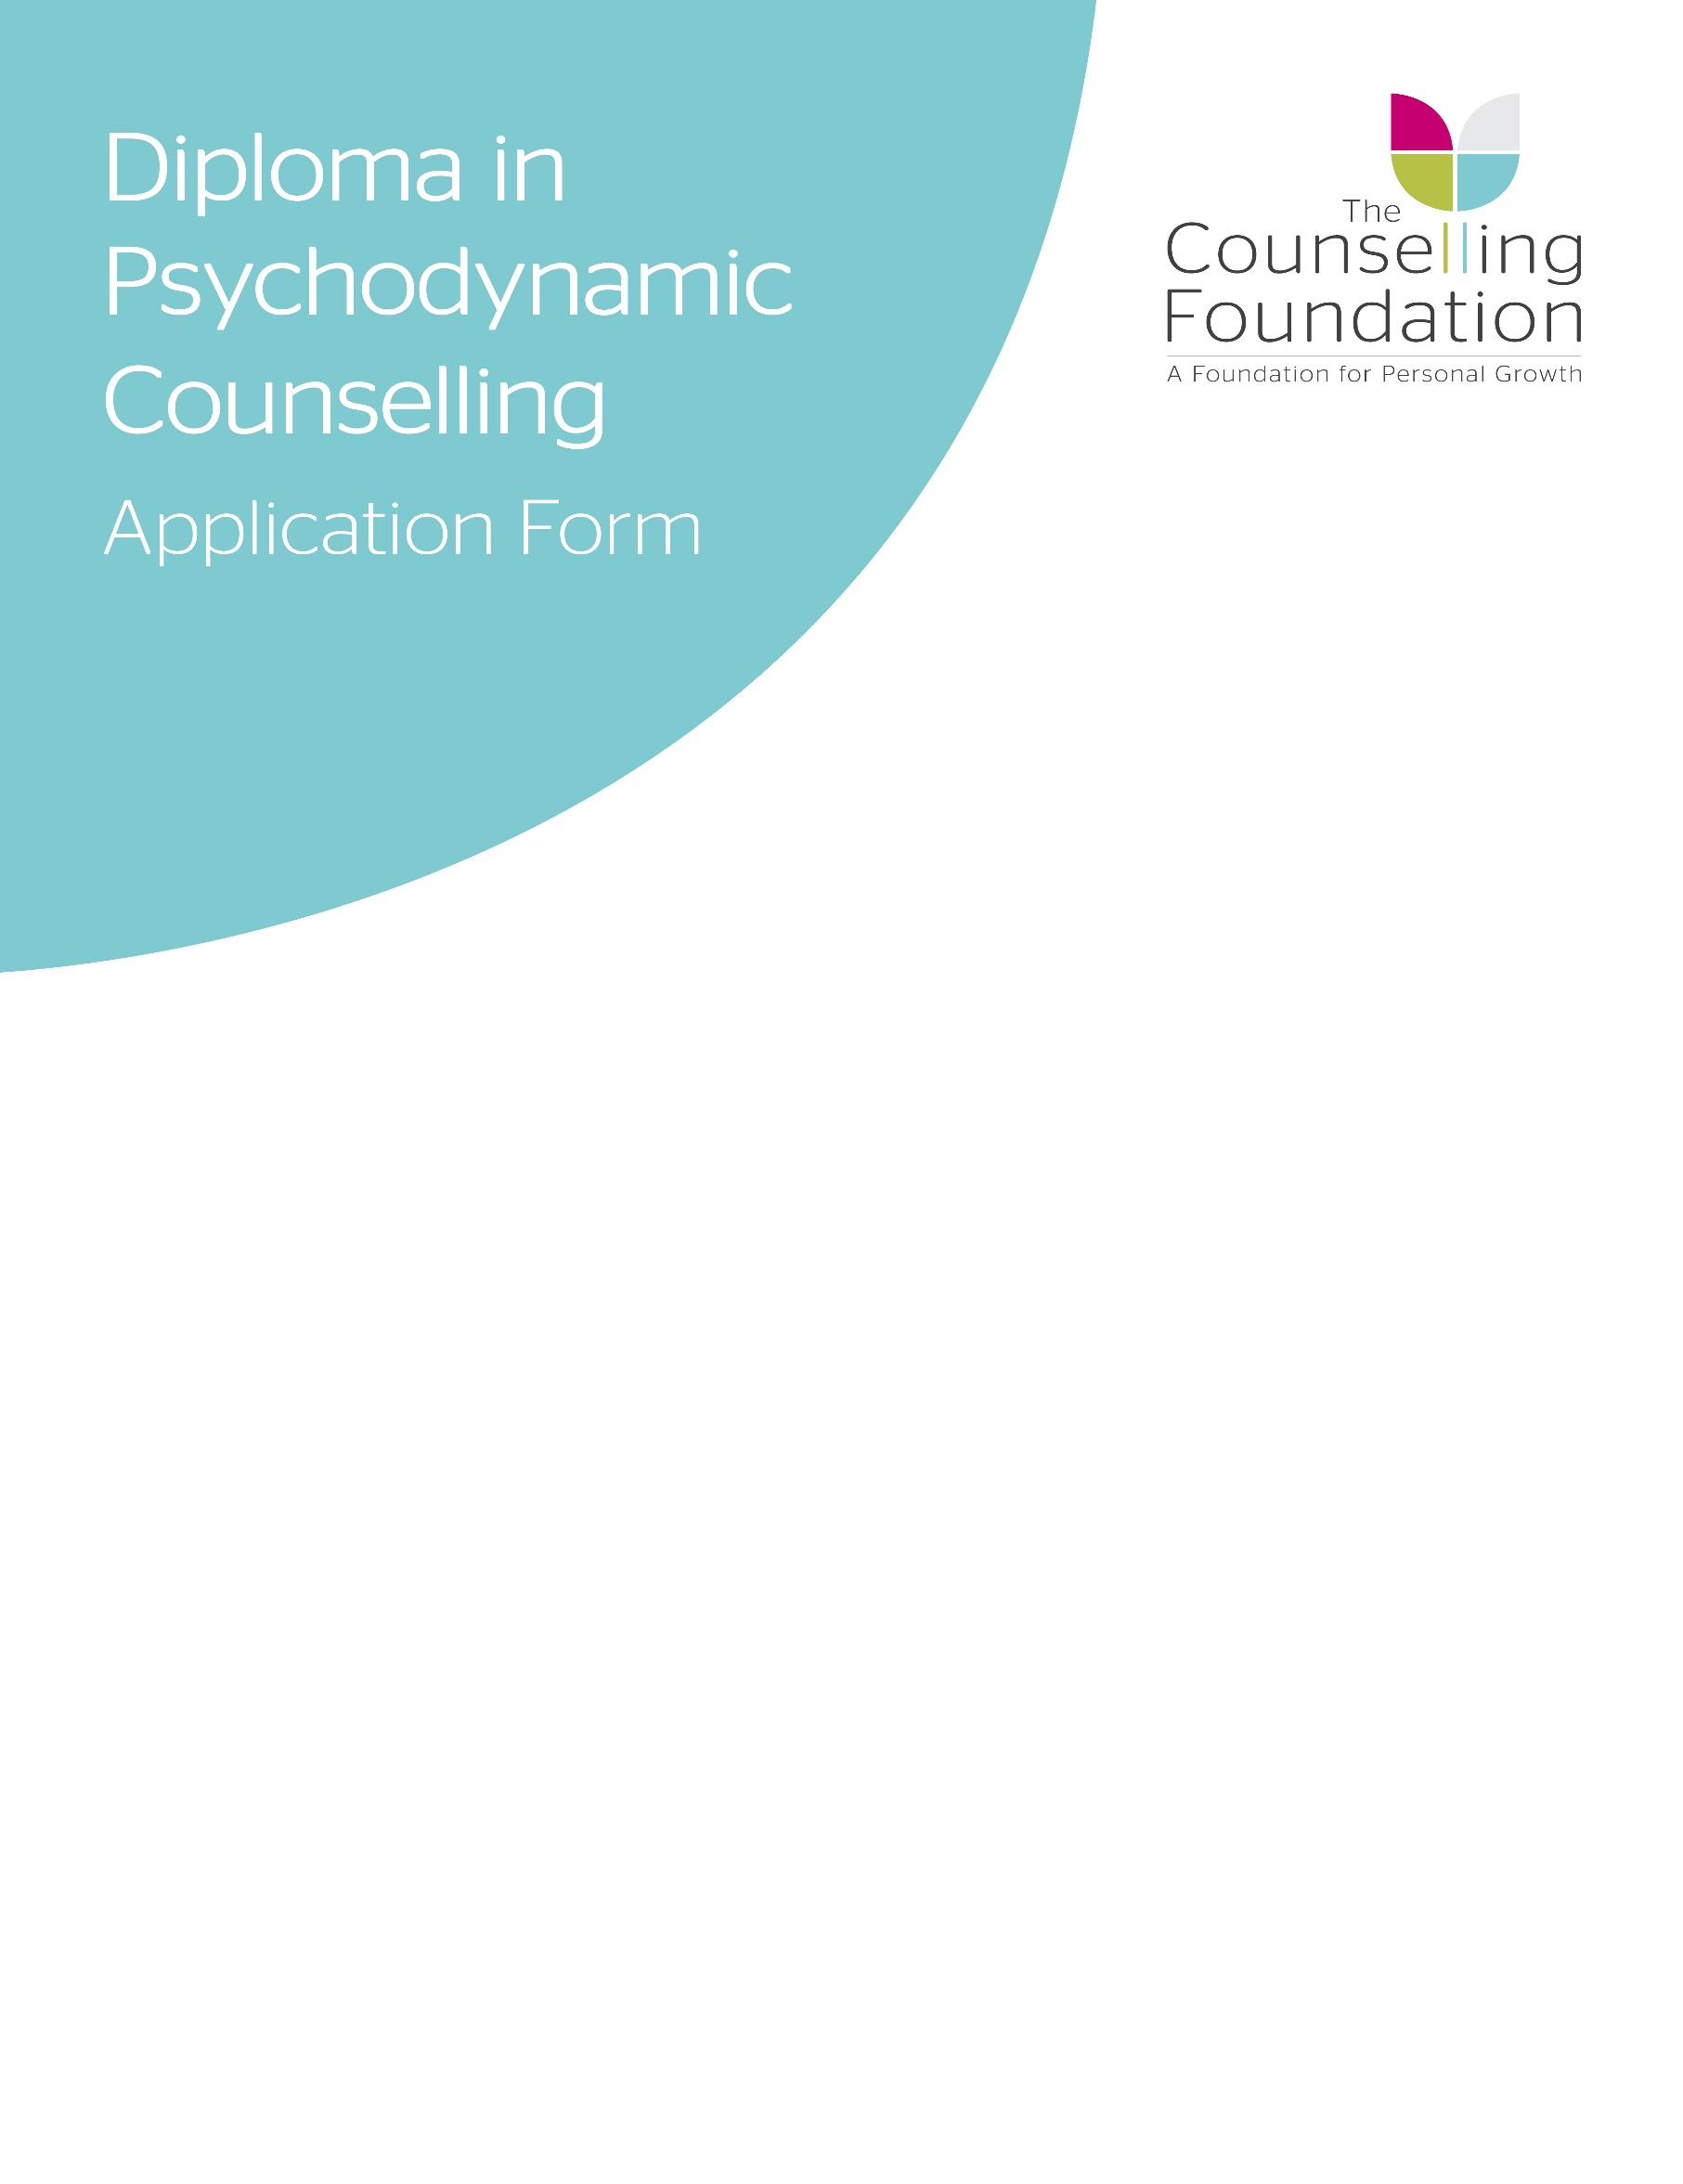 Diploma in
Psychodynamic
Counselling
Application Form
The
Counselling
Foundation
A Foundation for Personal Growth